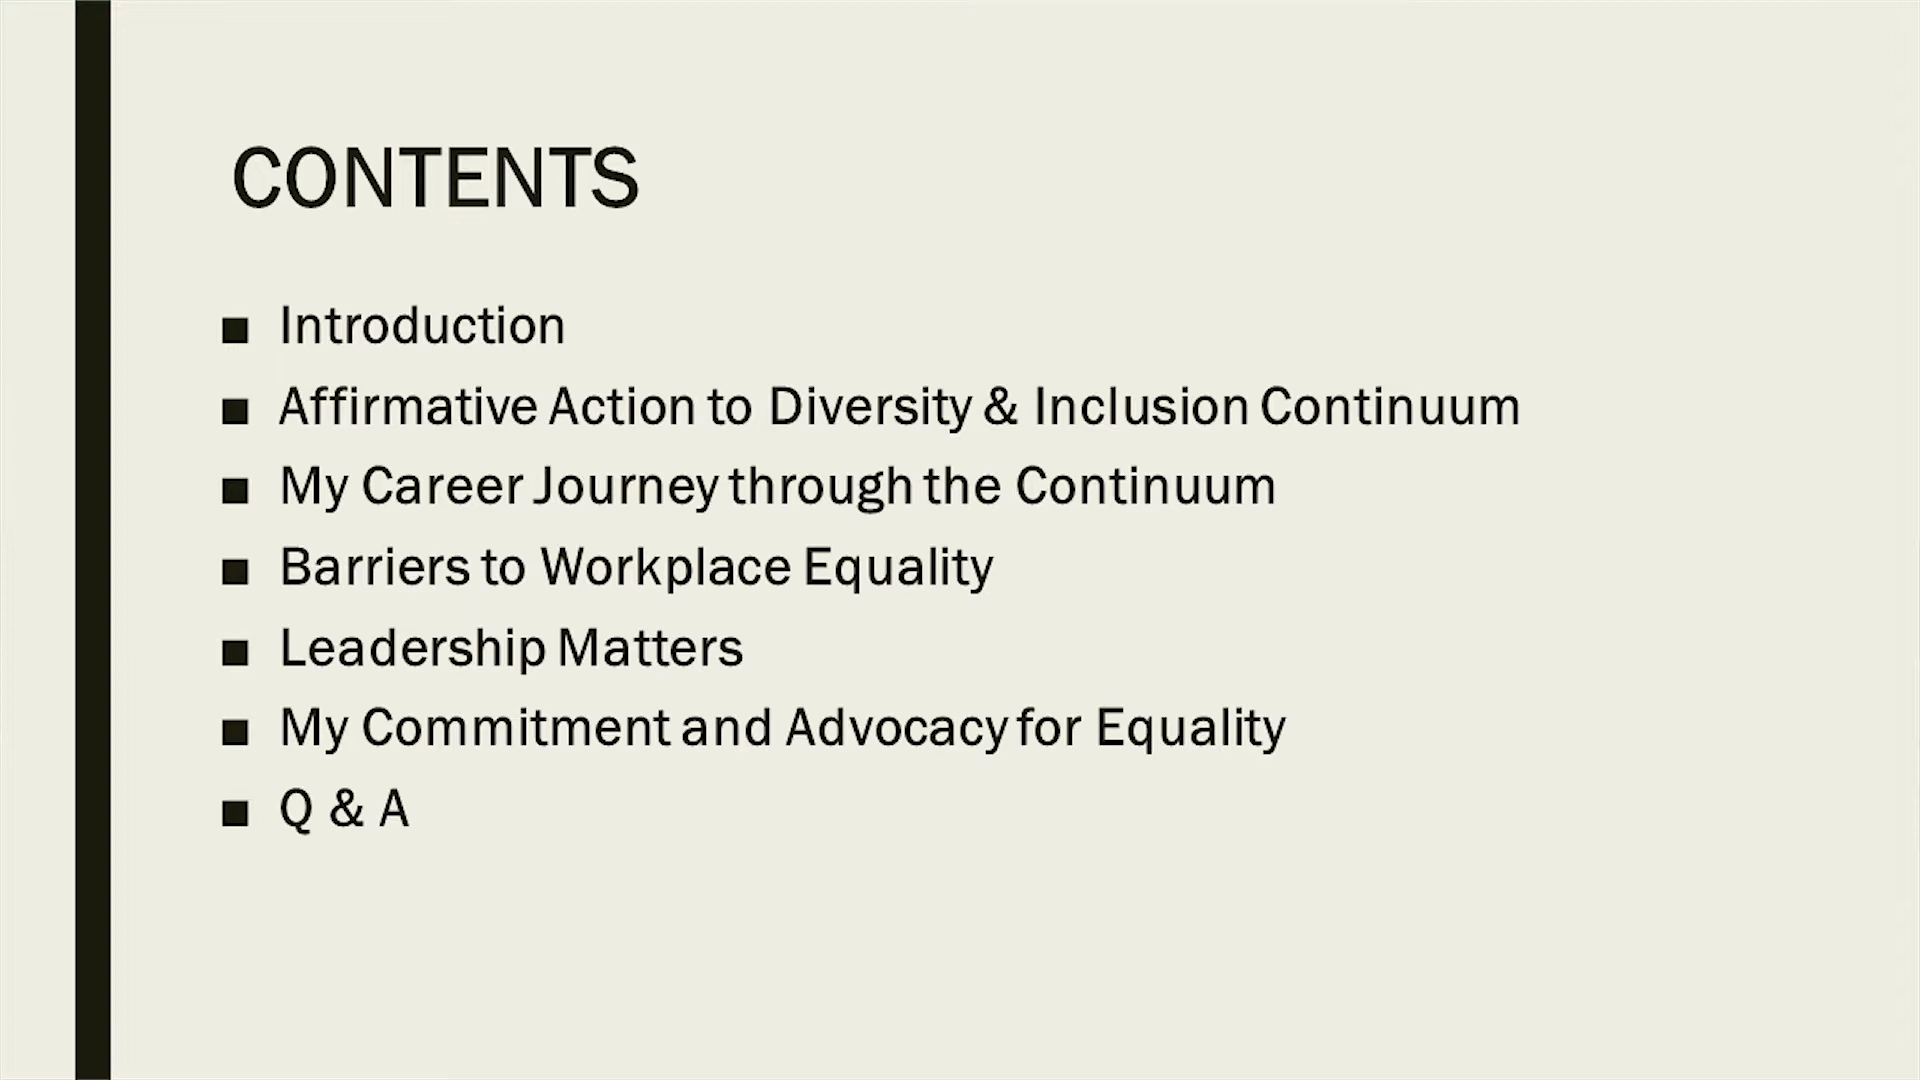 CONTENTS
■ Introduction
■ Affirmative Action to Diversity & Inclusion Continuum
■ My Career Journey through the Continuum
■ Barriers to Workplace Equality
■ Leadership Matters
■ My Commitment and Advocacy for Equality
■ Q & A